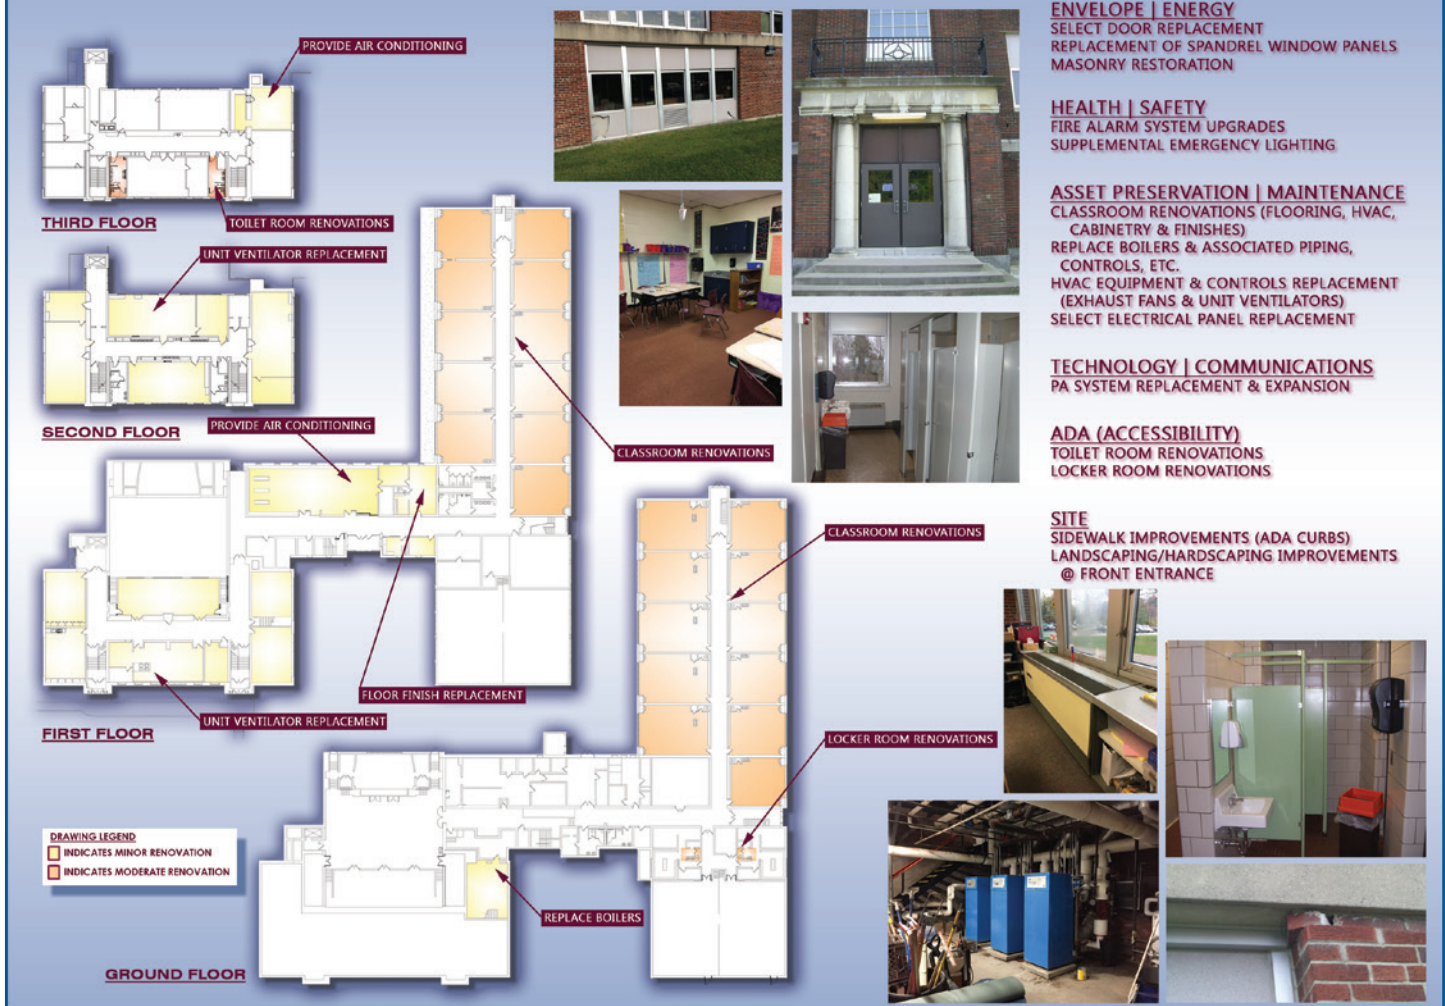 PROVIDE AIR CONDITIONING
THIRD FLOOR
TOILET ROOM RENOVATIONS
UNIT VENTILATOR REPLACEMENT
SECOND FLOOR
PROVIDE AIR CONDITIONING
CLASSROOM RENOVATIONS
FLOOR FINISH REPLACEMENT
UNIT VENTILATOR REPLACEMENT
FIRST FLOOR
CLASSROOM RENOVATIONS
LOCKER ROOM RENOVATIONS
DRAWING LEGEND
INDICATES MINOR RENOVATION
INDICATES MODERATE RENOVATION
REPLACE BOILERS
GROUND FLOOR
ENVELOPE | ENERGY
SELECT DOOR REPLACEMENT
REPLACEMENT OF SPANDREL WINDOW PANELS
MASONRY RESTORATION
HEALTH | SAFETY
FIRE ALARM SYSTEM UPGRADES
SUPPLEMENTAL EMERGENCY LIGHTING
ASSET PRESERVATION | MAINTENANCE
CLASSROOM RENOVATIONS (FLOORING, HVAC,
CABINETRY & FINISHES)
REPLACE BOILERS & ASSOCIATED PIPING,
CONTROLS, ETC.
HVAC EQUIPMENT & CONTROLS REPLACEMENT
(EXHAUST FANS & UNIT VENTILATORS)
SELECT ELECTRICAL PANEL REPLACEMENT
TECHNOLOGY | COMMUNICATIONS
PA SYSTEM REPLACEMENT & EXPANSION
ADA (ACCESSIBILITY)
TOILET ROOM RENOVATIONS
LOCKER ROOM RENOVATIONS
SITE
SIDEWALK IMPROVEMENTS (ADA CURBS)
LANDSCAPING/HARDSCAPING IMPROVEMENTS
@ FRONT ENTRANCE